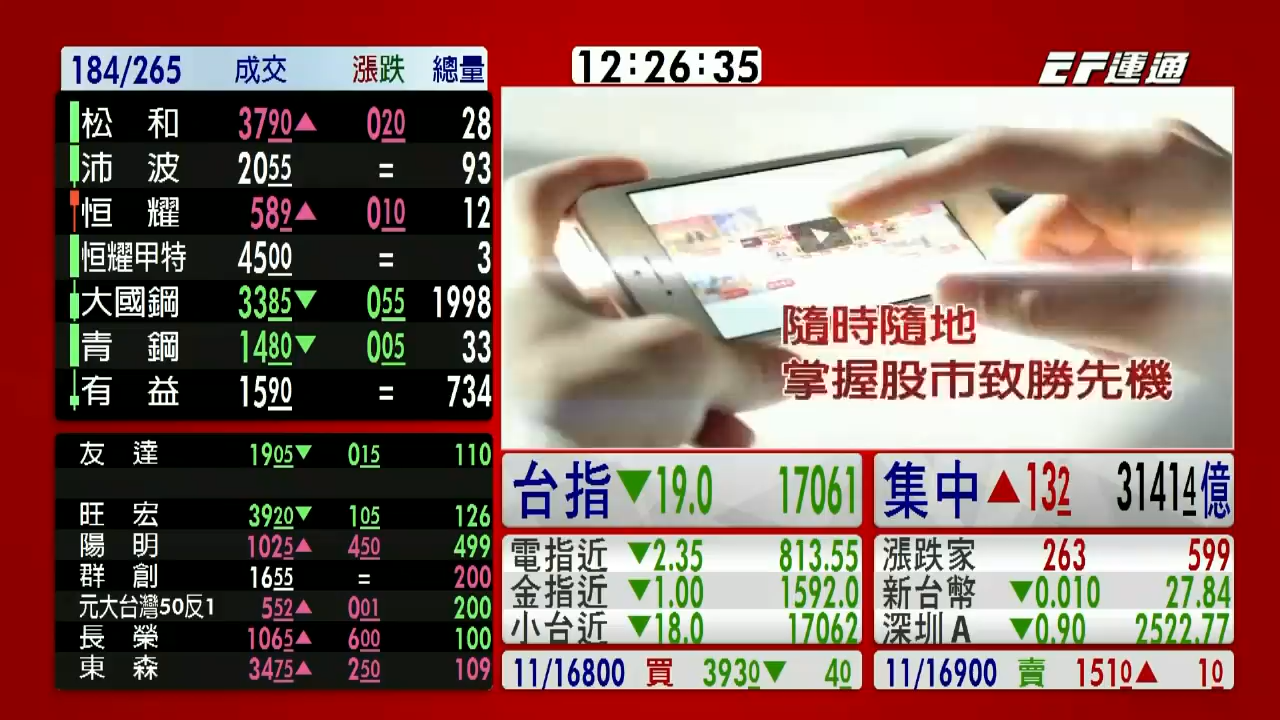 184/265 成交 漲跌 總量
松和 3790▲ 020 28
沛波 2055 = 93
恒耀 589▲ 010 12
恒耀甲特 4500 = 3
大國鋼 3385▼ 055 1998
青鋼 1480▼ 005 33
有益 1590 = 734
友達 1905▼ 015 110
旺宏 3920▼ 105 126
陽明 1025▲ 450 499
群創 1655 = 200
元大台灣50反1 552▲ 001 200
長榮 1065▲ 600 100
東森 3475▲ 250 109
12:26:35
EF運通
隨時隨地
掌握股市致勝先機
台指▼19.0 17061
集中▲132 31414億
電指近 ▼2.35 813.55
金指近 ▼1.00 1592.0
小台近 ▼18.0 17062
漲跌家 263 599
新台幣 ▼0.010 27.84
深圳A ▼0.90 2522.77
11/16800 買 3930▼ 40
11/16900 賣 1510▲ 10